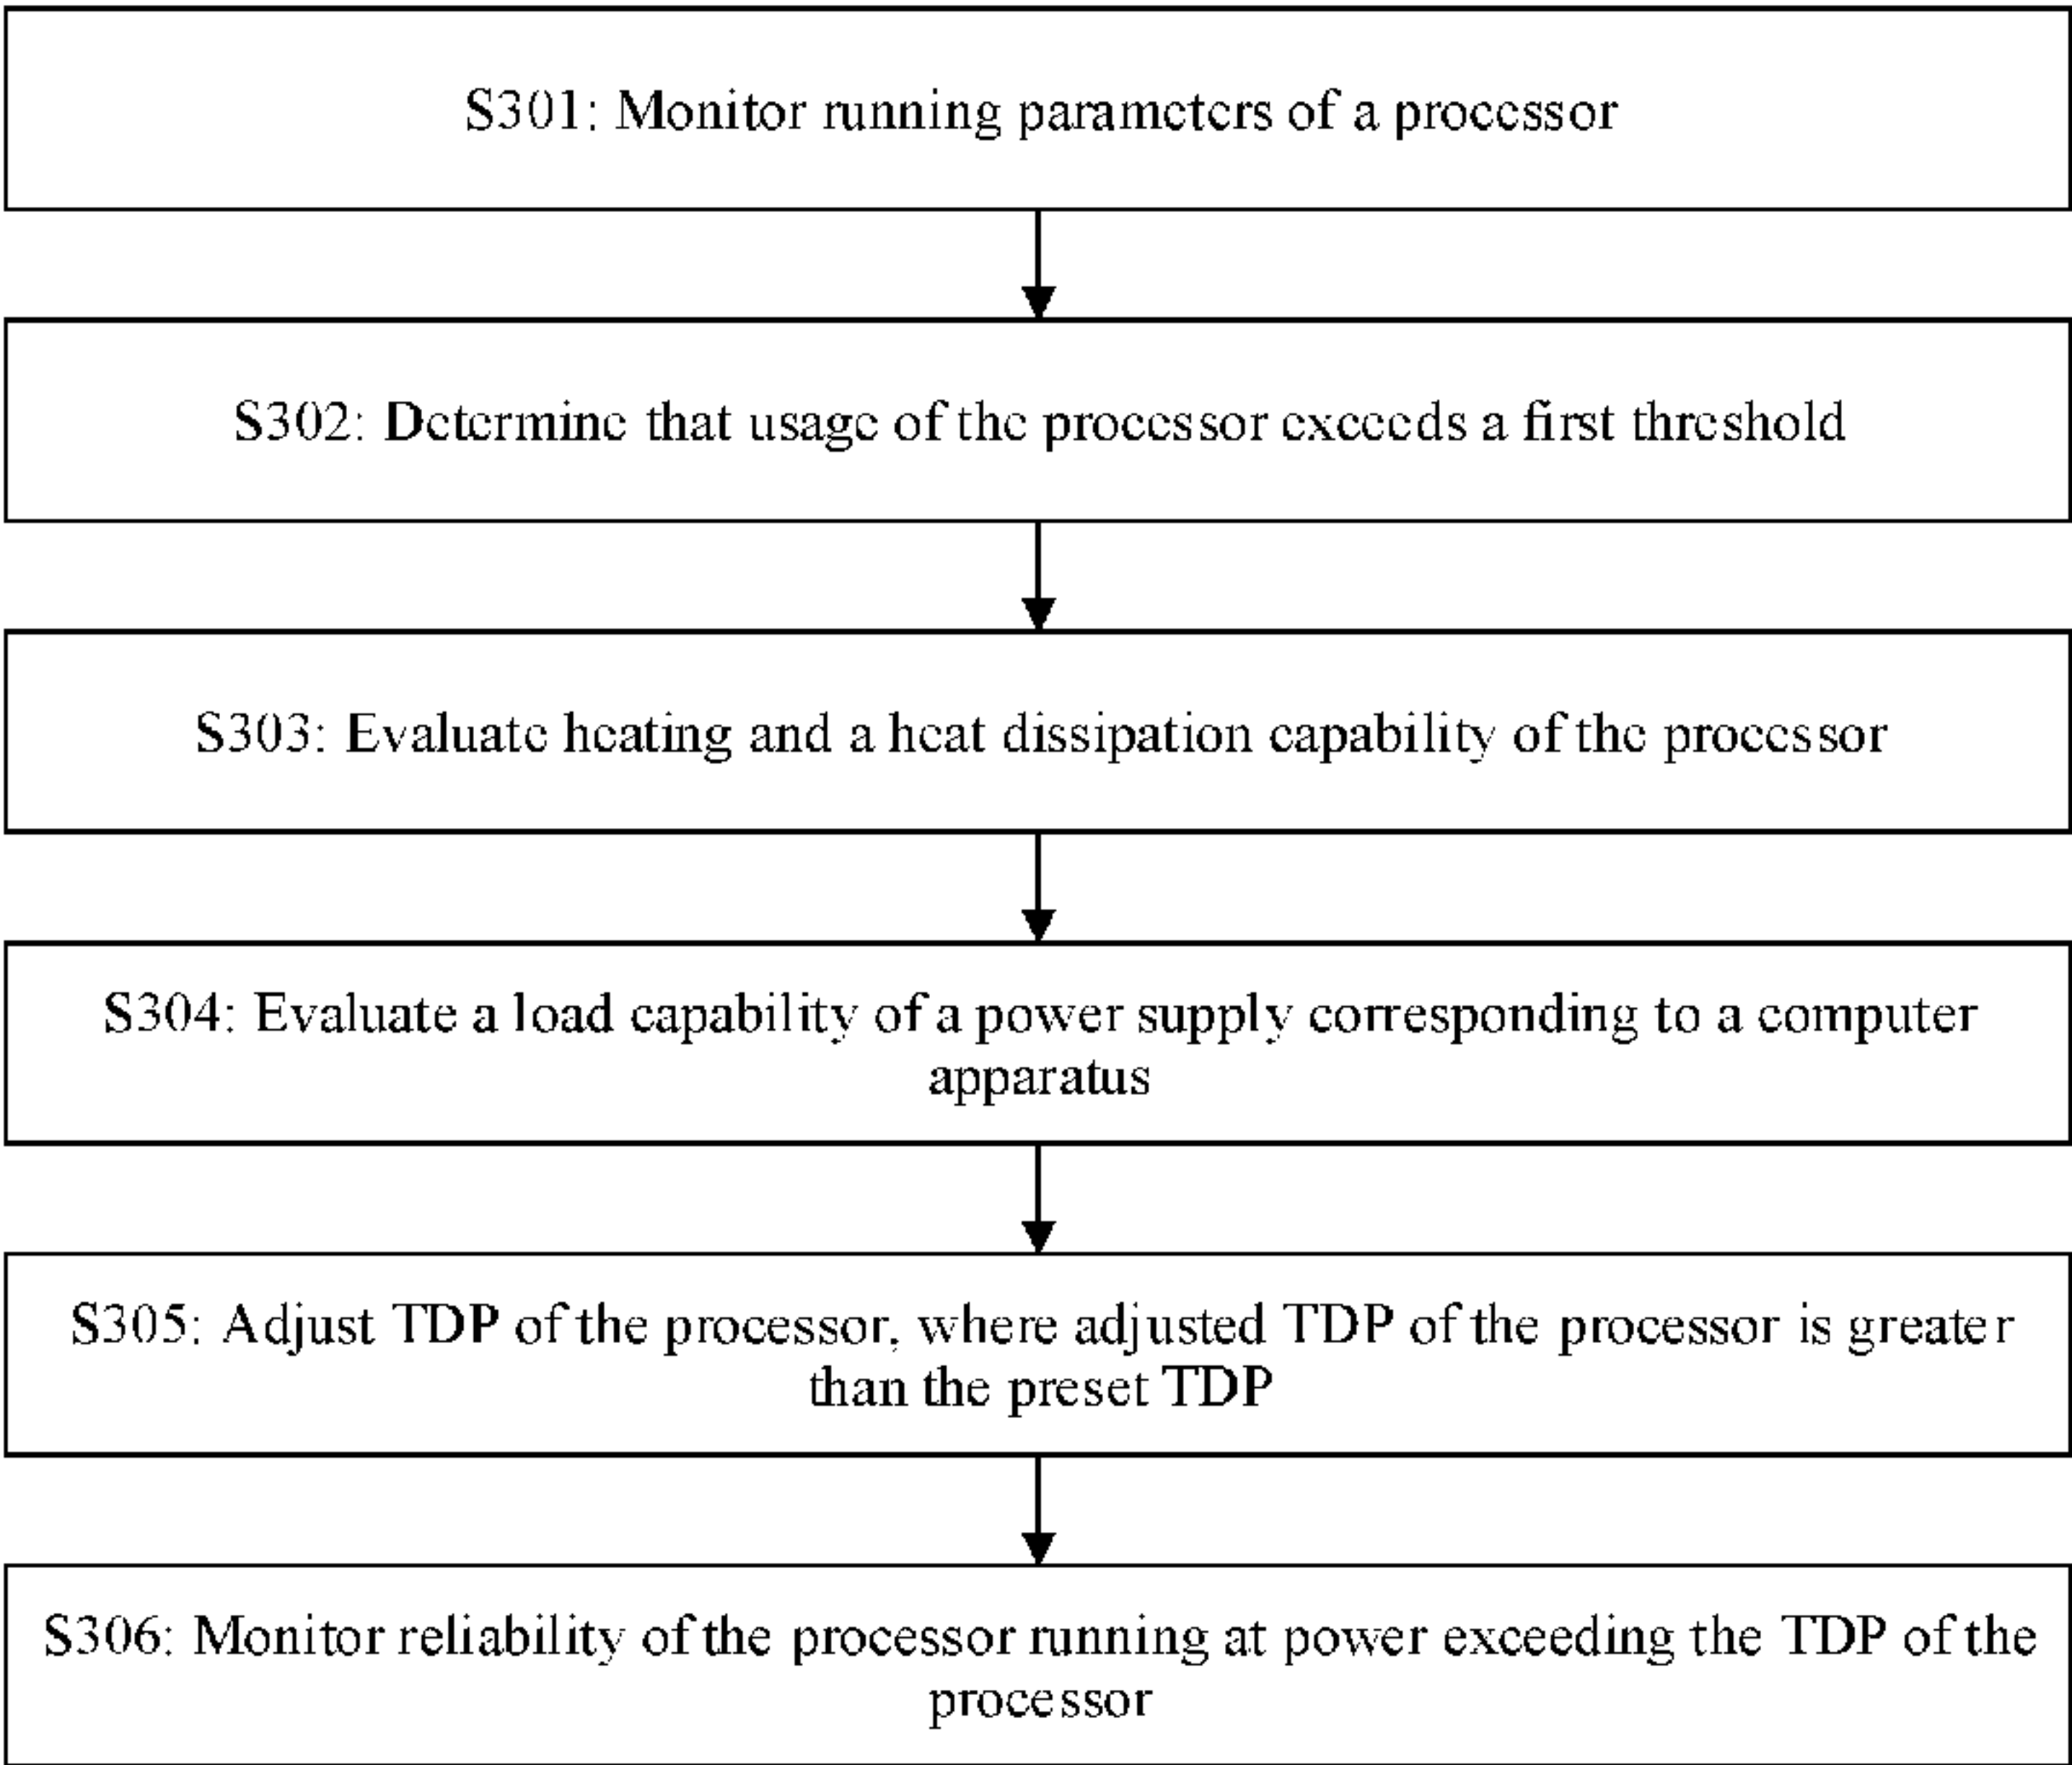 S301: Monitor running parameters of a processor
S302: Determine that usage of the processor exceeds a first threshold
S303: Evaluate heating and a heat dissipation capability of the processor
S304: Evaluate a load capability of a power supply corresponding to a computer
apparatus
S305: Adjust TDP of the processor, where adjusted TDP of the processor is greater
than the preset TDP
S306: Monitor reliability of the processor running at power exceeding the TDP of the
processor